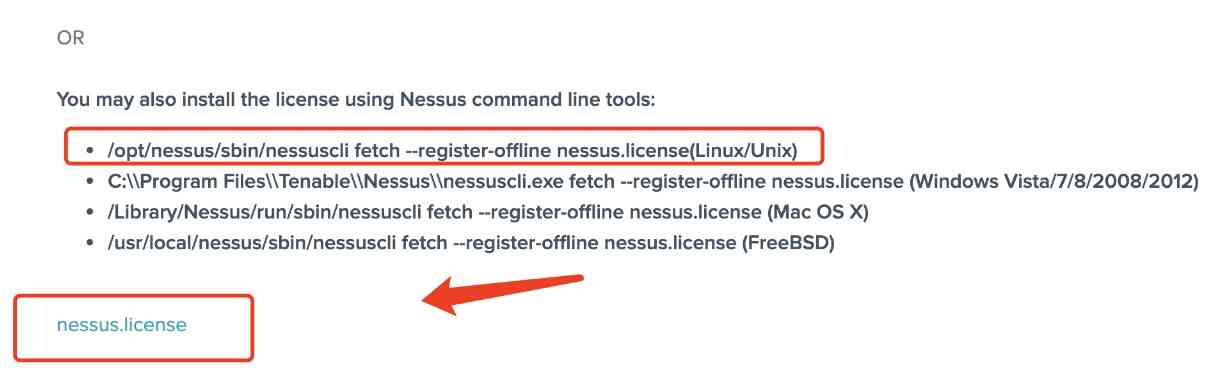 OR
You may also install the license using Nessus command line tools:
• /opt/nessus/sbin/nessuscli fetch --register-offline nessus.license(Linux/Unix)
• C:\\Program Files\\Tenable\\Nessus\\nessuscli.exe fetch --register-offline nessus.license (Windows Vista/7/8/2008/2012)
• /Library/Nessus/run/sbin/nessuscli fetch --register-offline nessus.license (Mac OS X)
• /usr/local/nessus/sbin/nessuscli fetch --register-offline nessus.license (FreeBSD)
nessus.license